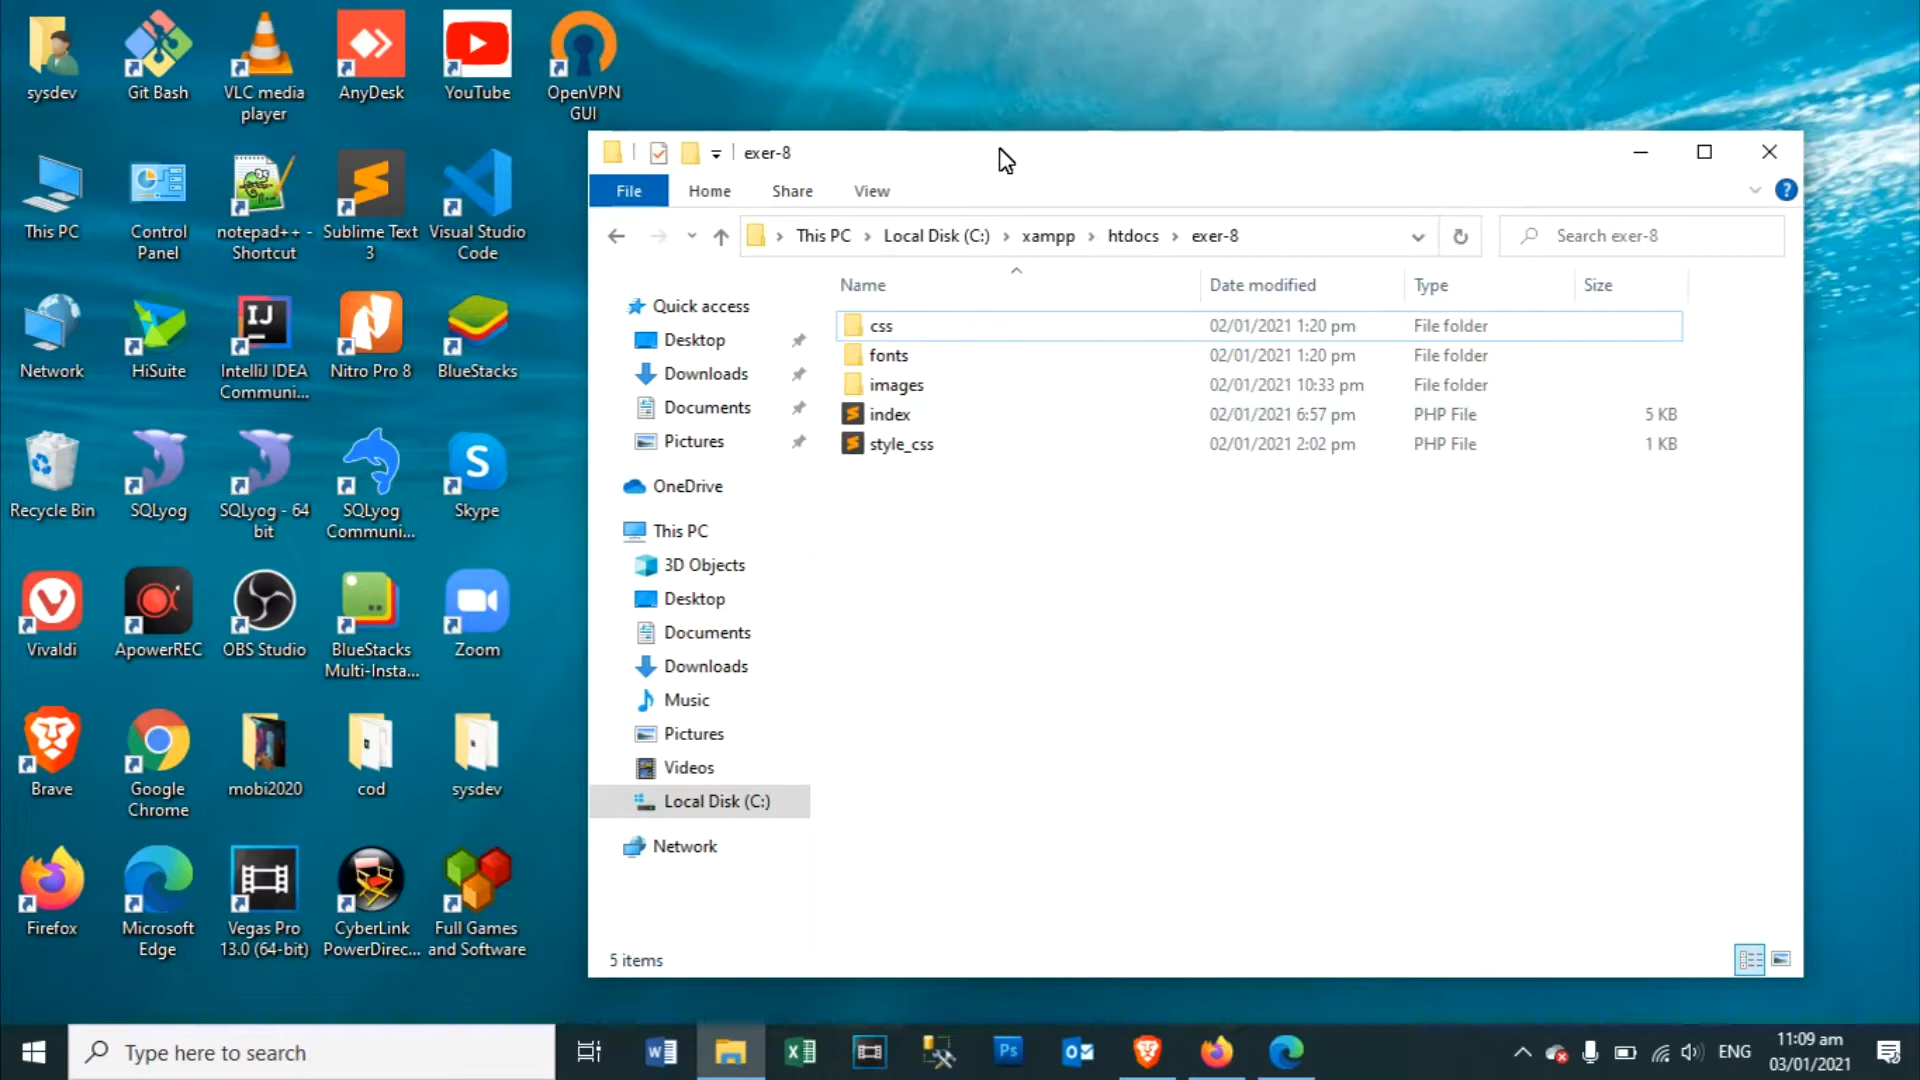 sysdev
Git Bash
VLC media
player
AnyDesk
YouTube
OpenVPN
GUI
This PC
Control
Panel
notepad++ -
Shortcut
Sublime Text
3
Visual Studio
Code
Network
HiSuite
IntelliJ IDEA
Communi...
Nitro Pro 8
BlueStacks
Recycle Bin
SQLyog
SQLyog - 64
bit
SQLyog
Communi...
Skype
Vivaldi
ApowerREC
OBS Studio
BlueStacks
Multi-Insta...
Zoom
Brave
Google
Chrome
mobi2020
cod
sysdev
Firefox
Microsoft
Edge
Vegas Pro
13.0 (64-bit)
CyberLink
PowerDirec...
Full Games
and Software
exer-8
File Home Share View
This PC > Local Disk (C:) > xampp > htdocs > exer-8
Search exer-8
Name Date modified Type Size
css 02/01/2021 1:20 pm File folder
fonts 02/01/2021 1:20 pm File folder
images 02/01/2021 10:33 pm File folder
index 02/01/2021 6:57 pm PHP File 5 KB
style_css 02/01/2021 2:02 pm PHP File 1 KB
Quick access
Desktop
Downloads
Documents
Pictures
OneDrive
This PC
3D Objects
Desktop
Documents
Downloads
Music
Pictures
Videos
Local Disk (C:)
Network
5 items
Type here to search
ENG
11:09 am
03/01/2021